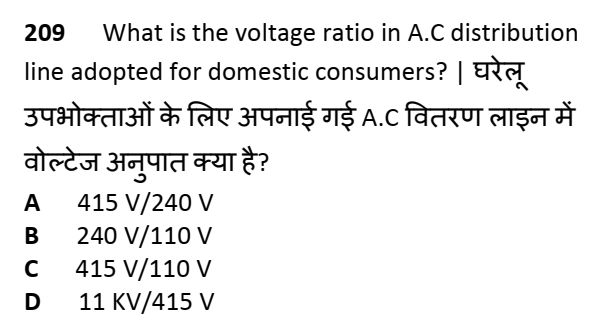 209 What is the voltage ratio in A.C distribution
line adopted for domestic consumers? | घरेलू
उपभोक्ताओं के लिए अपनाई गई A.C वितरण लाइन में
वोल्टेज अनुपात क्या है?
A 415 V/240 V
B 240 V/110 V
C 415 V/110 V
D 11 KV/415 V